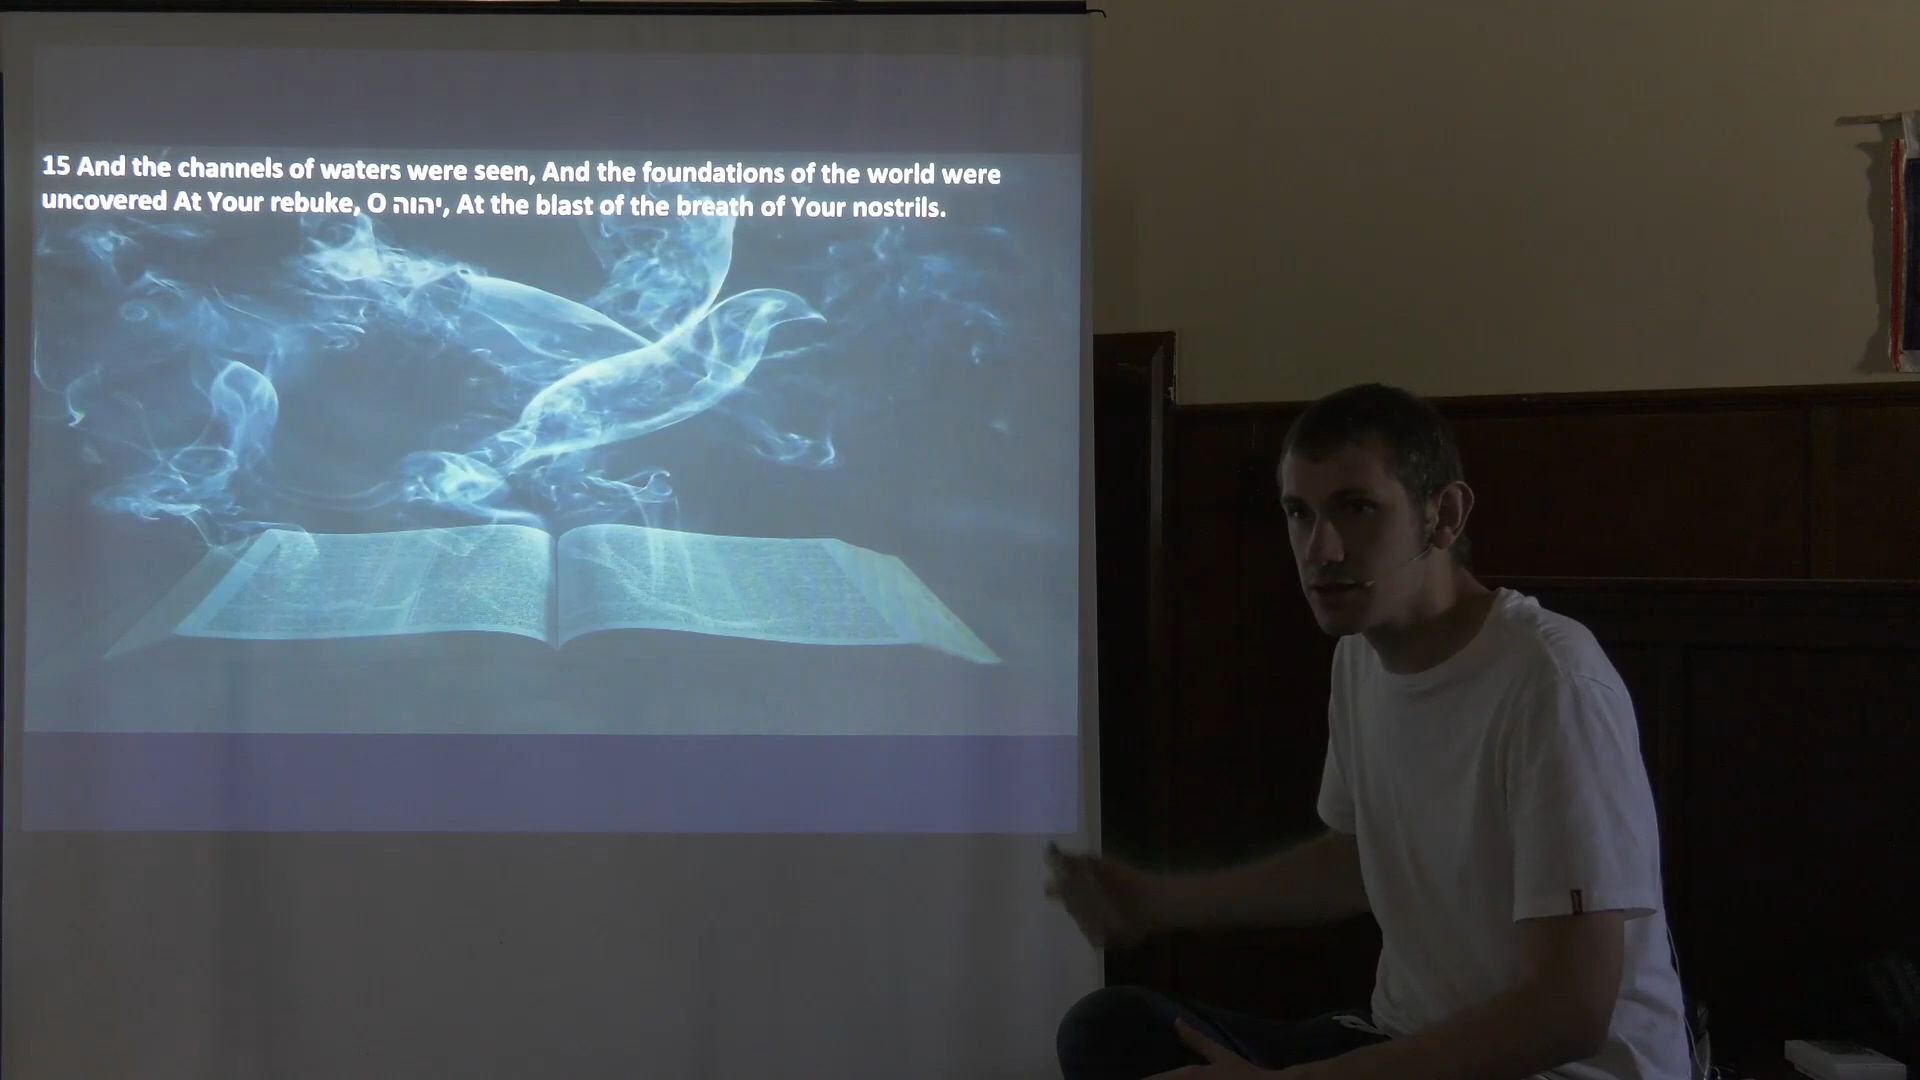 15 And the channels of waters were seen, And the foundations of the world were
uncovered At Your rebuke, O יהוה, At the blast of the breath of Your nostrils.